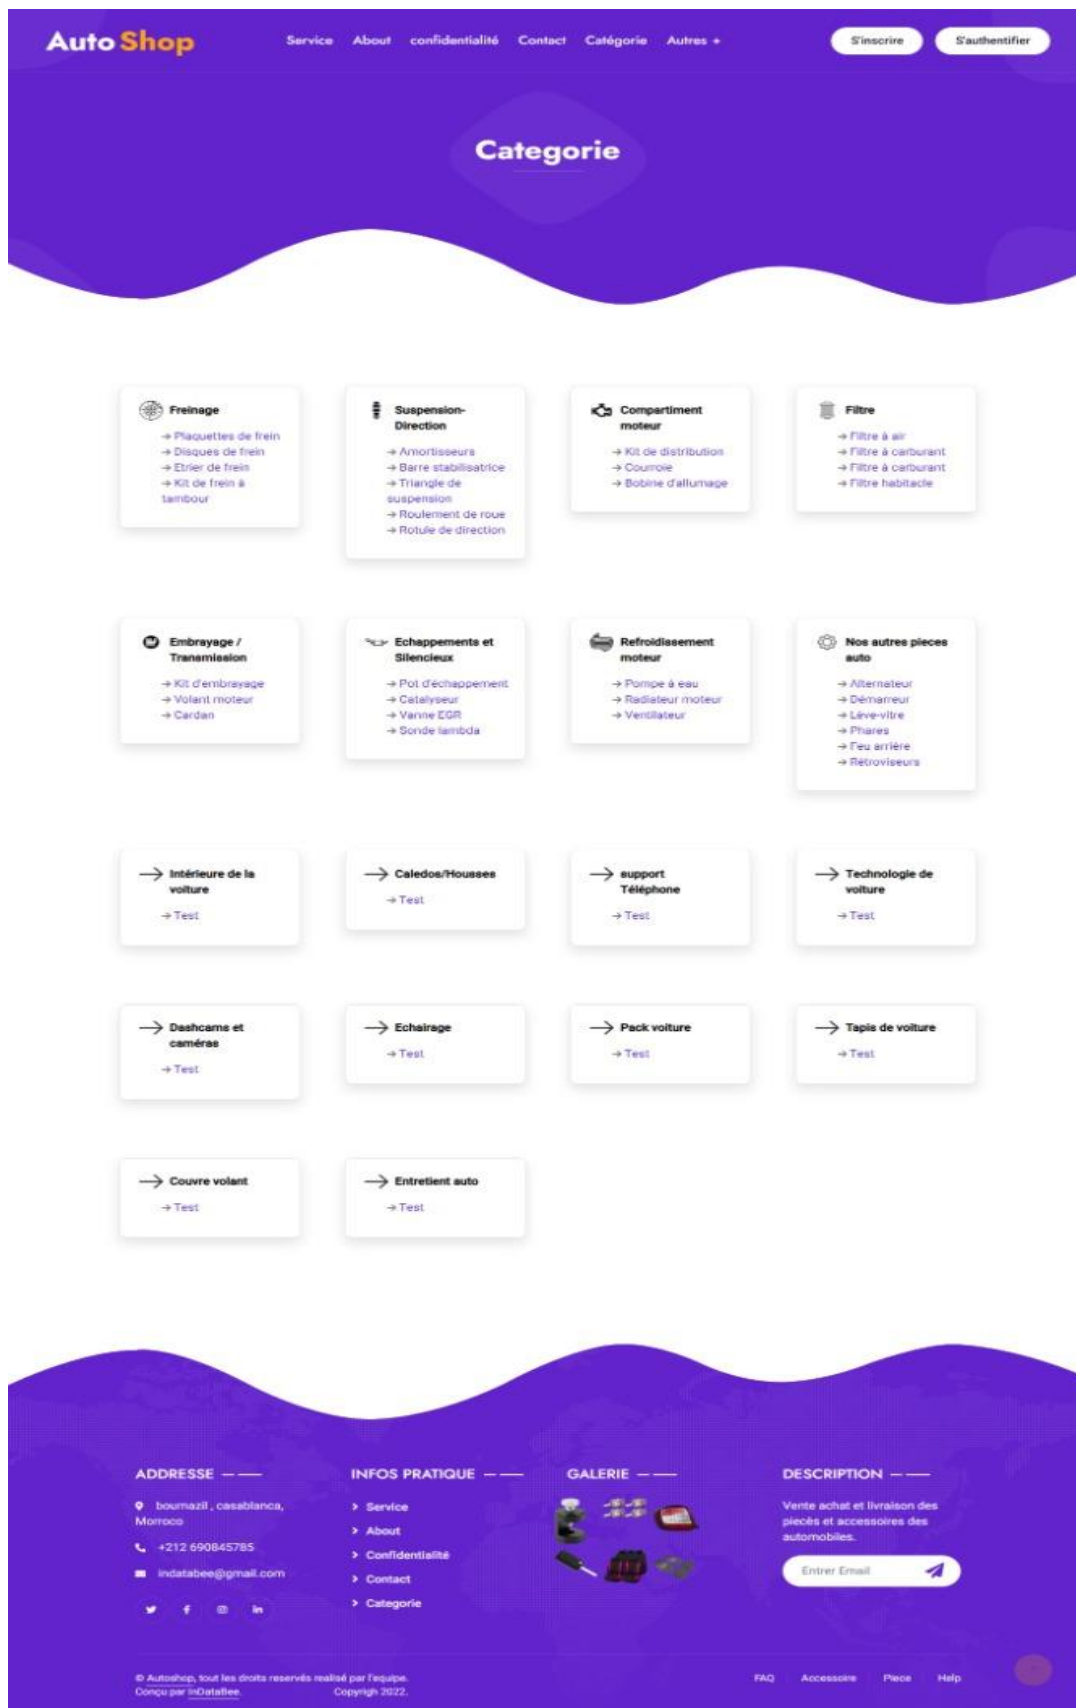 Auto Shop
Service About confidentialité Contact Catégorie Autres +
S'inscrire S'authentifier
Categorie
Freinage
→ Plaquettes de frein
→ Disques de frein
→ Etrier de frein
→ Kit de frein à
tambour
Suspension-
Direction
→ Amortisseurs
→ Barre stabilisatrice
→ Triangle de
suspension
→ Roulement de roue
→ Rotule de direction
Compartiment
moteur
→ Kit de distribution
→ Courroie
→ Bobine d'allumage
Filtre
→ Filtre à air
→ Filtre à carburant
→ Filtre à carburant
→ Filtre habitacle
Embrayage /
Transmission
→ Kit d'embrayage
→ Volant moteur
→ Cardan
Echappements et
Silencieux
→ Pot d'échappement
→ Catalyseur
→ Vanne EGR
→ Sonde lambda
Refroidissement
moteur
→ Pompe à eau
→ Radiateur moteur
→ Ventilateur
Nos autres pieces
auto
→ Alternateur
→ Démarreur
→ Lève-vitre
→ Phares
→ Feu arrière
→ Rétroviseurs
Intérieure de la
voiture
→ Test
Caledos/Housses
→ Test
support
Téléphone
→ Test
Technologie de
voiture
→ Test
Dashcams et
caméras
→ Test
Echairage
→ Test
Pack voiture
→ Test
Tapis de voiture
→ Test
Couvre volant
→ Test
Entretient auto
→ Test
ADDRESSE
bournazil , casablanca,
Morroco
+212 690845785
indatabee@gmail.com
INFOS PRATIQUE
> Service
> About
> Confidentialité
> Contact
> Categorie
GALERIE
DESCRIPTION
Vente achat et livraison des
piecès et accessoires des
automobiles.
Entrer Email
© Autoshop, tout les droits reservés realisé par l'equipe.
Conçu par InDataBee. Copyrigh 2022.
FAQ Accessoire Piece Help